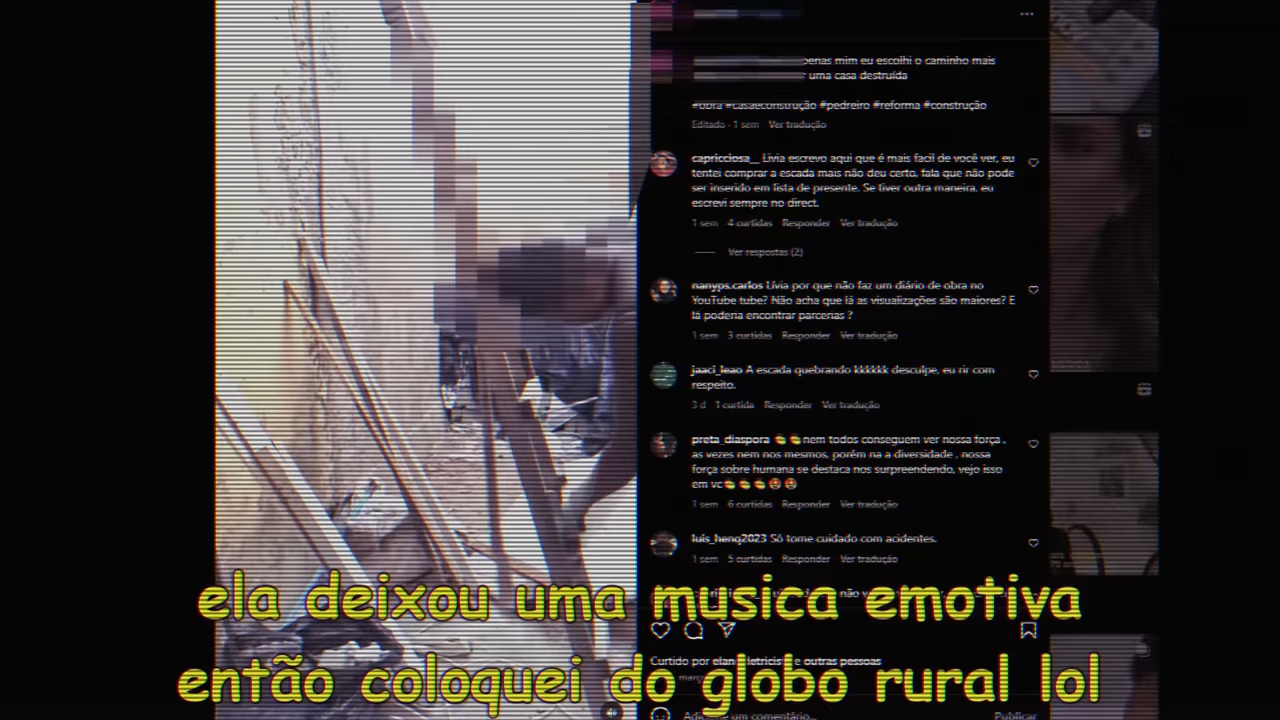 penas mim eu escolhi o caminho mais
r uma casa destruída
#obra #casaeconstrução #pedreiro #reforma #construção
Editado · 1 sem Ver tradução
capricciosa__ Livia escrevo aqui que é mais facil de você ver, eu
tentei comprar a escada mais não deu certo, fala que não pode
ser inserido em lista de presente. Se tiver outra maneira, eu
escrevi sempre no direct.
1 sem 4 curtidas Responder Ver tradução
Ver respostas (2)
nanyps.carlos Lívia por que não faz um diário de obra no
YouTube tube? Não acha que lá as visualizações são maiores? E
lá poderia encontrar parcerias ?
1 sem 3 curtidas Responder Ver tradução
jaaci_leao A escada quebrando kkkkkk desculpe, eu rir com
respeito.
3 d 1 curtida Responder Ver tradução
preta_diaspora nem todos conseguem ver nossa força ,
as vezes nem nos mesmos, porém na a diversidade , nossa
força sobre humana se destaca nos surpreendendo, vejo isso
em vc
1 sem 6 curtidas Responder Ver tradução
luis_henq2023 Só tome cuidado com acidentes.
1 sem 5 curtidas Responder Ver tradução
ela deixou uma musica emotiva
Curtido por e outras pessoas
então coloquei do globo rural lol
Publicar